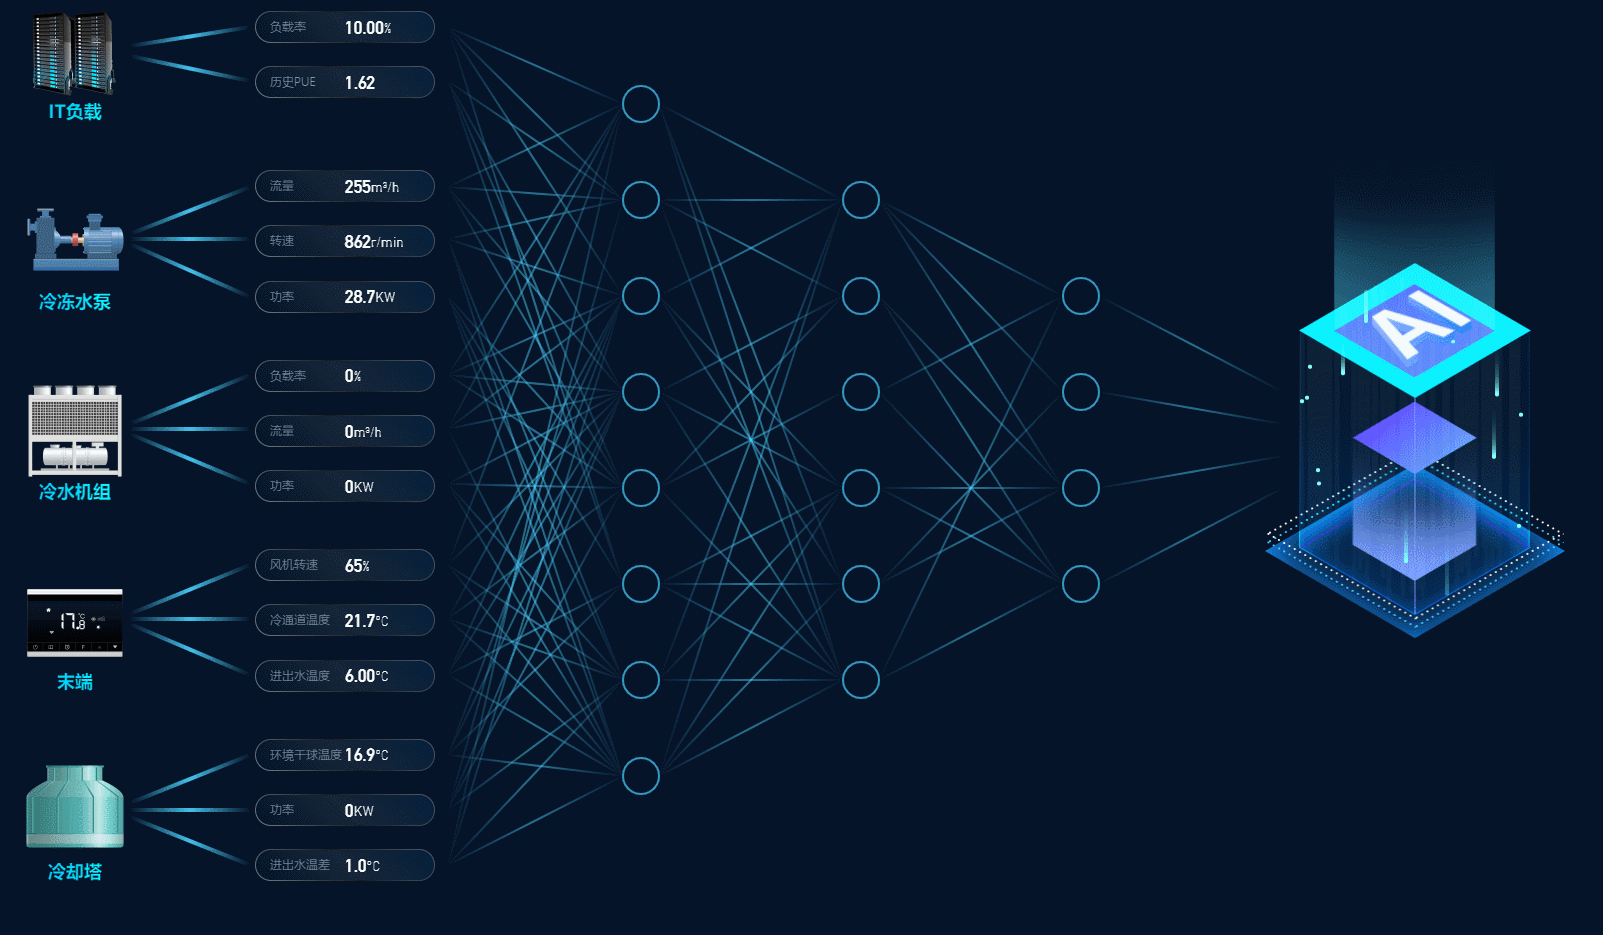 负载率 10.00%
历史PUE 1.62
IT负载
流量 255m³/h
转速 862r/min
功率 28.7KW
冷冻水泵
负载率 0%
流量 0m³/h
功率 0KW
冷水机组
风机转速 65%
冷通道温度 21.7°C
进出水温度 6.00°C
17.8 °C
末端
环境干球温度 16.9°C
功率 0KW
进出水温差 1.0°C
冷却塔
AI